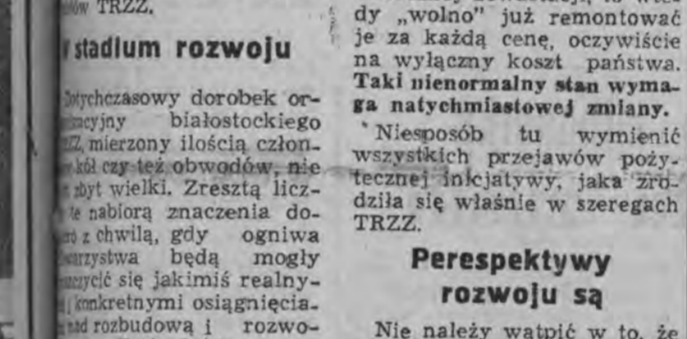 TRZZ.
stadium rozwoju
Dotychczasowy dorobek or-
białostockiego
mierzony ilością człon-
kół czy też obwodów, nie
zbyt wielki. Zresztą licz-
te nabiorą znaczenia do-
z chwilą, gdy ogniwa
będą mogły
się jakimiś realny-
konkretnymi osiągnięcia-
nad rozbudową i rozwo-
dy „wolno” już remontować
je za każdą cenę, oczywiście
na wyłączny koszt państwa.
Taki nienormalny stan wyma-
ga natychmiastowej zmiany.
Niesposób tu wymienić
wszystkich przejawów poży-
tecznej inicjatywy, jaka zro-
dziła się właśnie w szeregach
TRZZ.
Perespektywy
rozwoju są
Nie należy wątpić w to, że